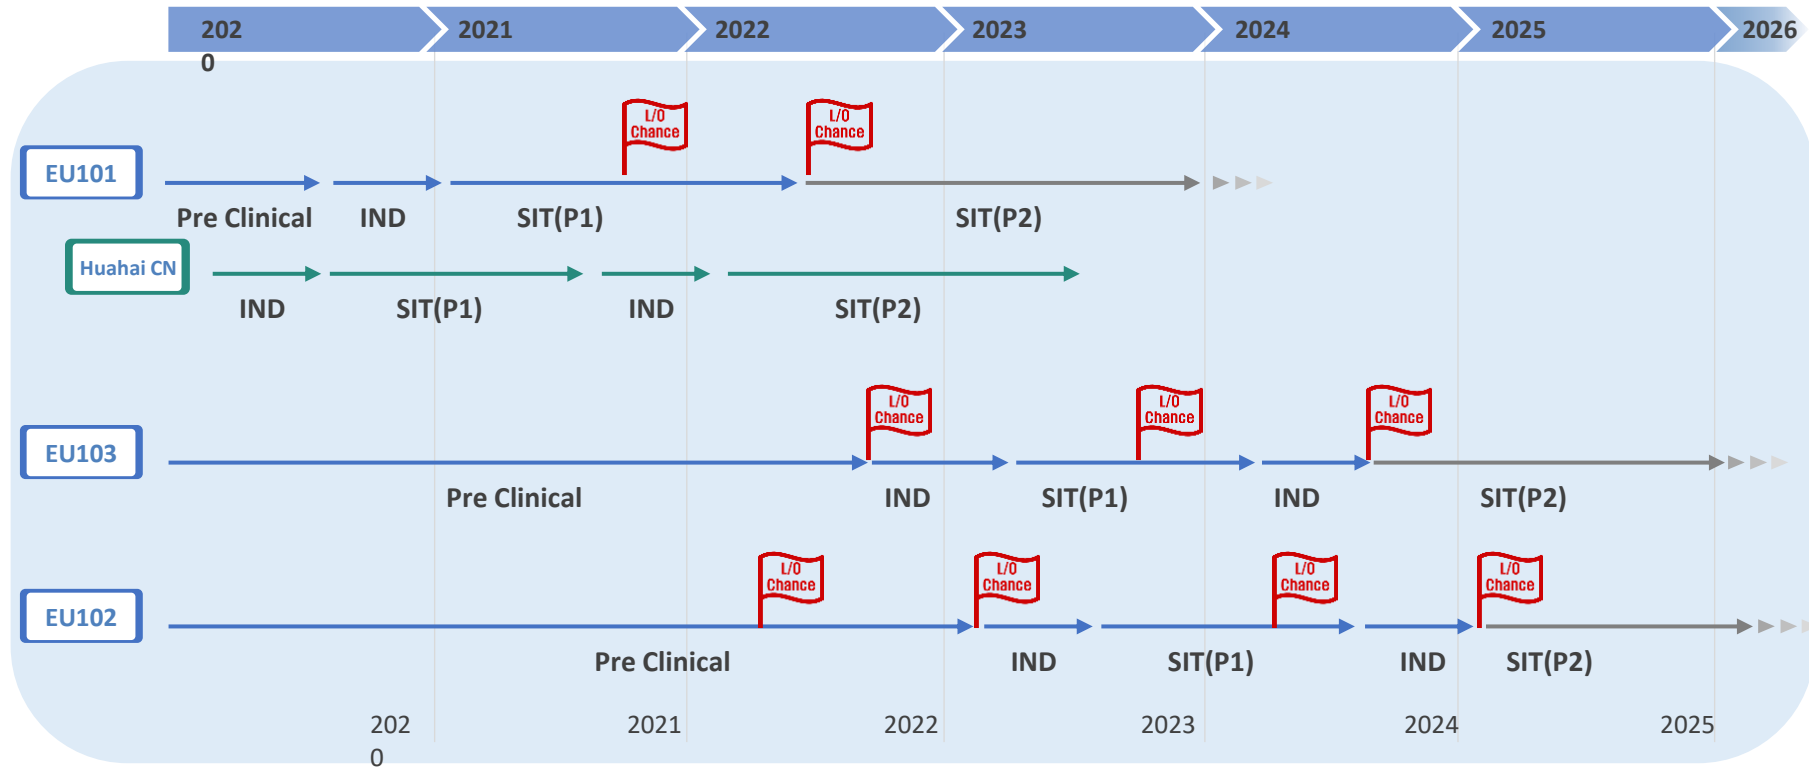 202
0
2021
2022
2023
2024
2025
2026
L/O
Chance
L/O
Chance
EU101
Pre Clinical
IND
SIT(P1)
SIT(P2)
Huahai CN
IND
SIT(P1)
IND
SIT(P2)
L/O
Chance
L/O
Chance
L/O
Chance
EU103
Pre Clinical
IND
SIT(P1)
IND
SIT(P2)
L/O
Chance
L/O
Chance
L/O
Chance
L/O
Chance
EU102
Pre Clinical
IND
SIT(P1)
IND
SIT(P2)
202
0
2021
2022
2023
2024
2025